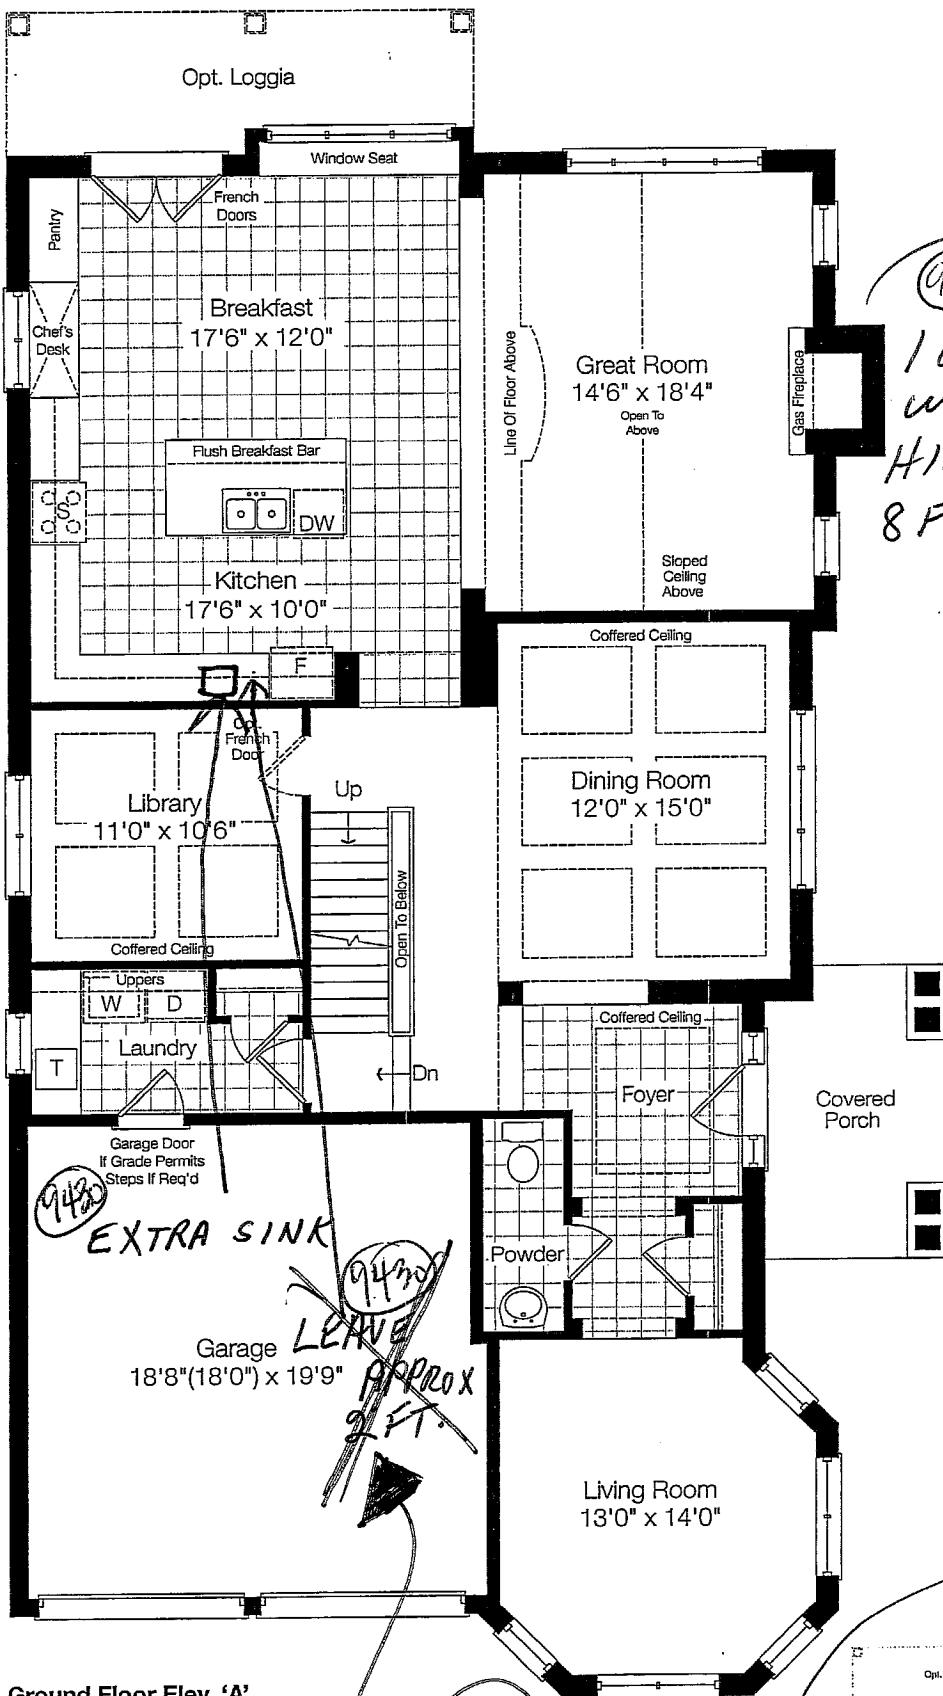 Opt. Loggia
Window Seat
French
Doors
Pantry
Breakfast
17'6" x 12'0"
Chef's
Desk
Line Of Floor Above
Great Room
14'6" x 18'4"
Open To
Above
Gas Fireplace
8 F
Flush Breakfast Bar
S
DW
Kitchen
17'6" x 10'0"
Sloped
Ceiling
Above
F
Coffered Ceiling
Opt.
French
Door
Up
Dining Room
12'0" x 15'0"
Library
11'0" x 10'6"
Open To Below
Coffered Ceiling
Uppers
W
D
Laundry
T
Dn
Coffered Ceiling
Foyer
Covered
Porch
Garage Door
If Grade Permits
Steps If Req'd
9430
EXTRA SINK
Powder
9430
LEAVE
APPROX
2 FT.
Garage
18'8"(18'0") x 19'9"
Living Room
13'0" x 14'0"
Opt.
Ground Floor Elev. 'A'